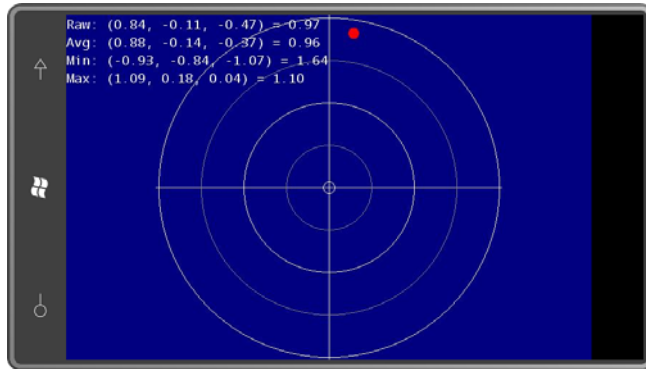 Raw: (0.84, -0.11, -0.47) = 0.97
Avg: (0.88, -0.14, -0.37) = 0.96
Min: (-0.93, -0.84, -1.07) = 1.64
Max: (1.09, 0.18, 0.04) = 1.10